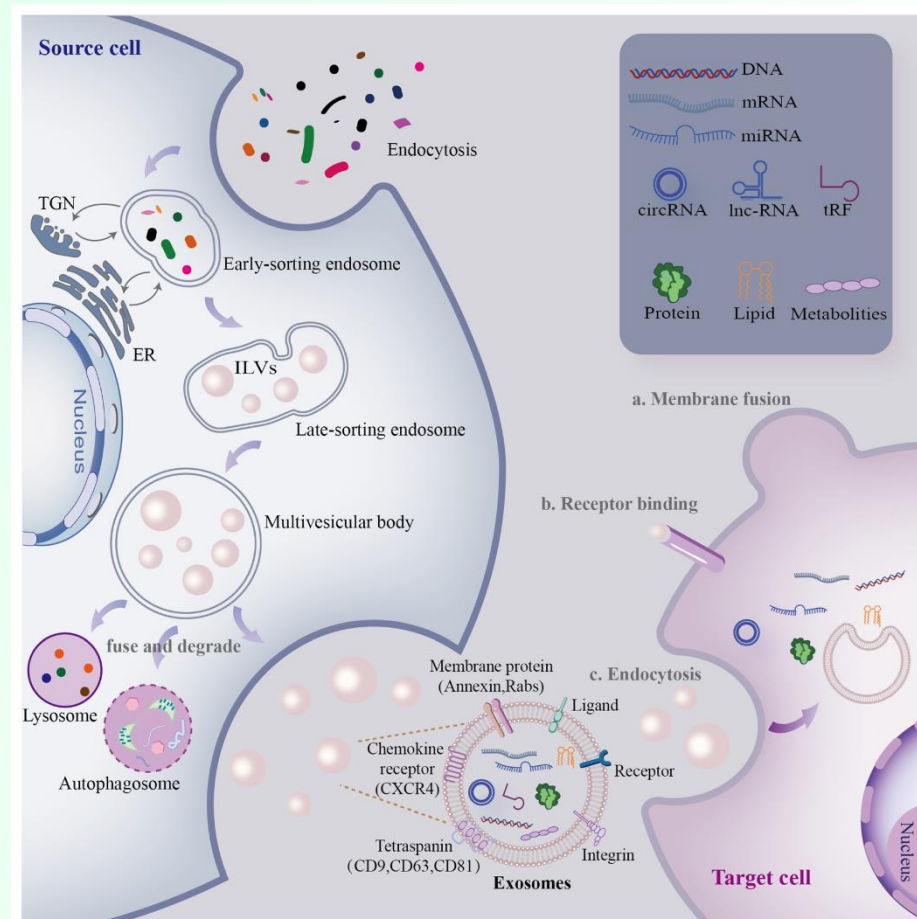 Source cell
Endocytosis
TGN
Early-sorting endosome
ER
Nucleus
ILVs
Late-sorting endosome
Multivesicular body
fuse and degrade
Lysosome
Autophagosome
DNA
mRNA
miRNA
circRNA
lnc-RNA
tRF
Protein
Lipid
Metabolities
a. Membrane fusion
b. Receptor binding
c. Endocytosis
Membrane protein
(Annexin,Rabs)
Ligand
Chemokine
receptor
(CXCR4)
Receptor
Tetraspanin
(CD9,CD63,CD81)
Integrin
Exosomes
Target cell
Nucleus